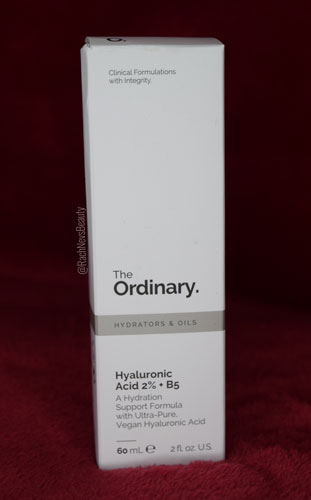 Clinical Formulations
with Integrity.
@RachNevsBeauty
The
Ordinary.
HYDRATORS & OILS
Hyaluronic
Acid 2% + B5
A Hydration
Support Formula
with Ultra-Pure,
Vegan Hyaluronic Acid
60 mL ℮ 2 fl. oz. U.S.